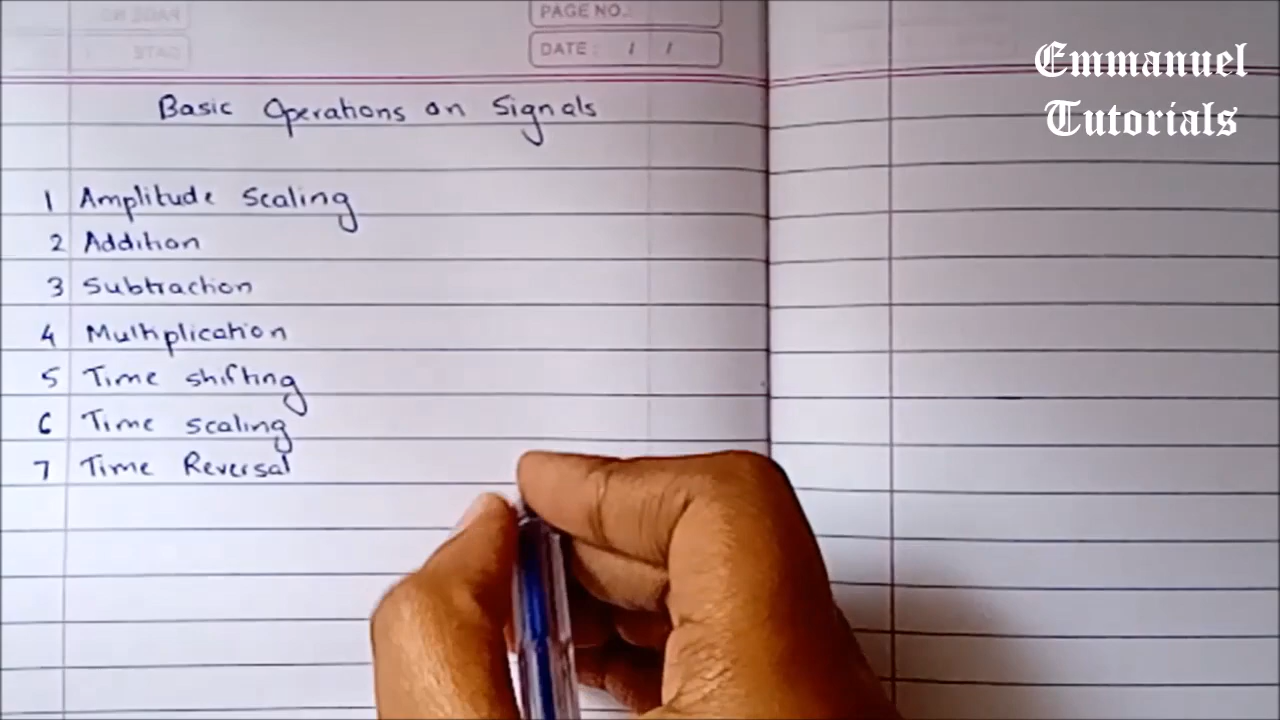 PAGE NO.:
DATE: / /
Emmanuel
Tutorials
Basic Operations on Signals
1 Amplitude Scaling
2 Addition
3 Subtraction
4 Multiplication
5 Time shifting
6 Time scaling
7 Time Reversal